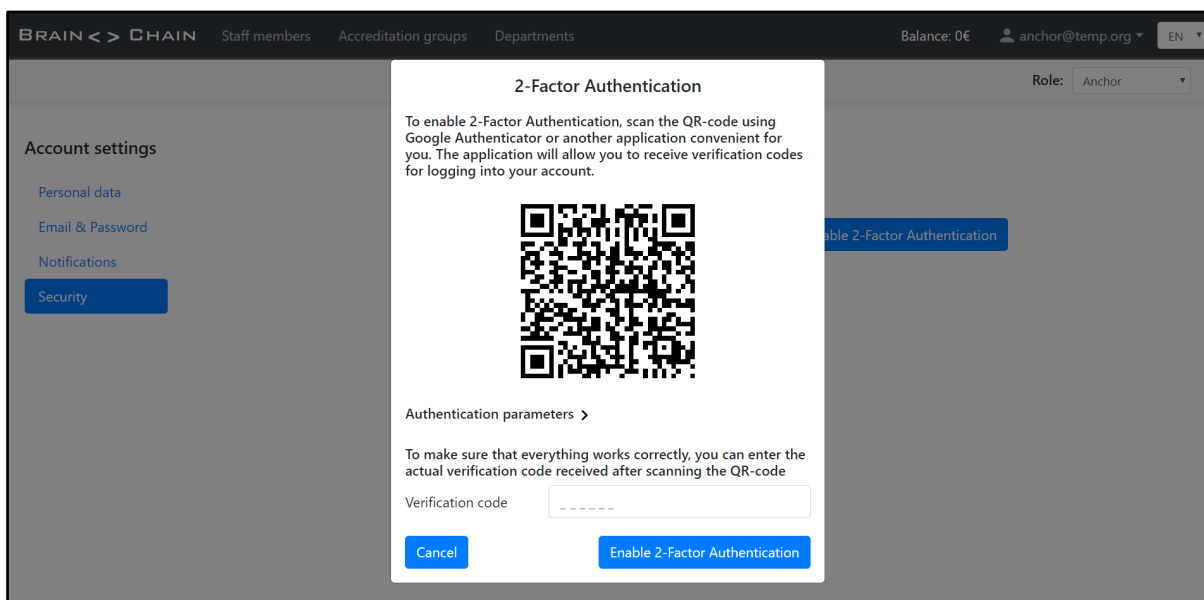 BRAIN < > CHAIN Staff members Accreditation groups Departments Balance: 0€ anchor@temp.org EN
Role: Anchor
Account settings
Personal data
Email & Password
Notifications
Security
able 2-Factor Authentication
2-Factor Authentication
To enable 2-Factor Authentication, scan the QR-code using
Google Authenticator or another application convenient for
you. The application will allow you to receive verification codes
for logging into your account.
Authentication parameters
To make sure that everything works correctly, you can enter the
actual verification code received after scanning the QR-code
Verification code ______
Cancel Enable 2-Factor Authentication